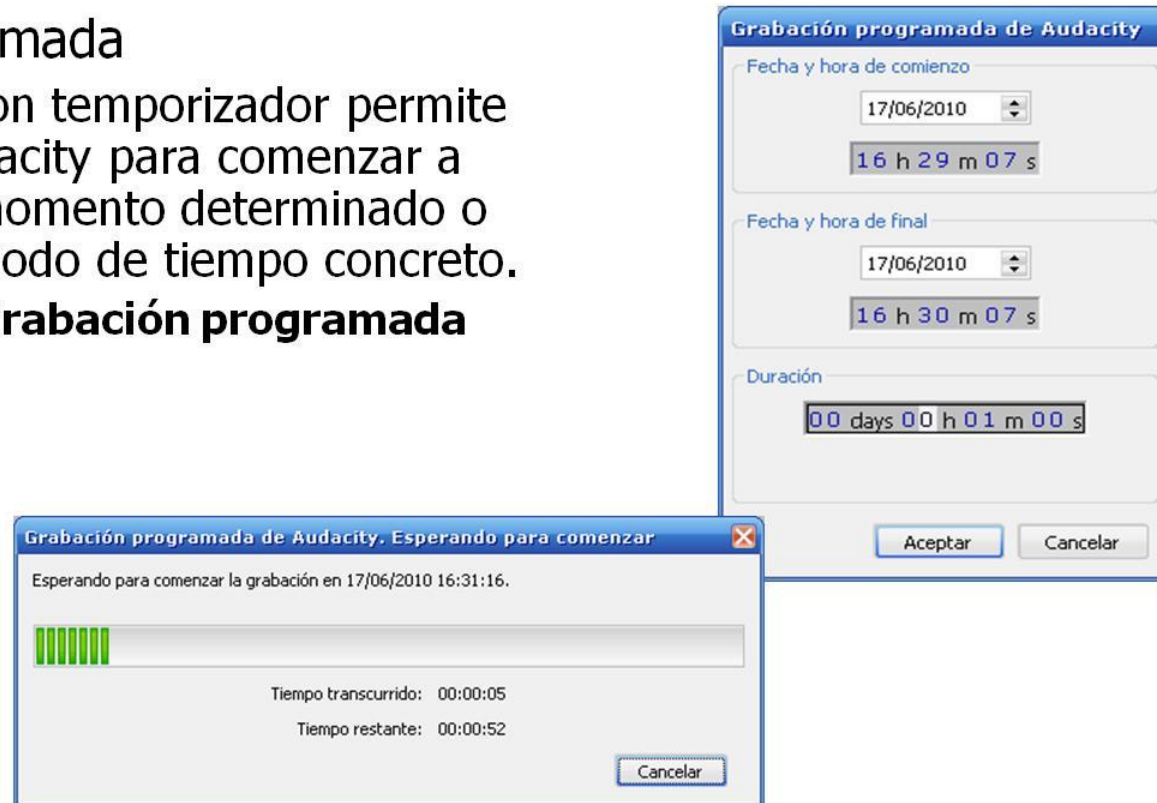 mada
on temporizador permite
acity para comenzar a
momento determinado o
odo de tiempo concreto.
rabación programada
Grabación programada de Audacity
Fecha y hora de comienzo
17/06/2010
16 h 29 m 07 s
Fecha y hora de final
17/06/2010
16 h 30 m 07 s
Duración
00 days 00 h 01 m 00 s
Aceptar Cancelar
Grabación programada de Audacity. Esperando para comenzar
Esperando para comenzar la grabación en 17/06/2010 16:31:16.
Tiempo transcurrido: 00:00:05
Tiempo restante: 00:00:52
Cancelar